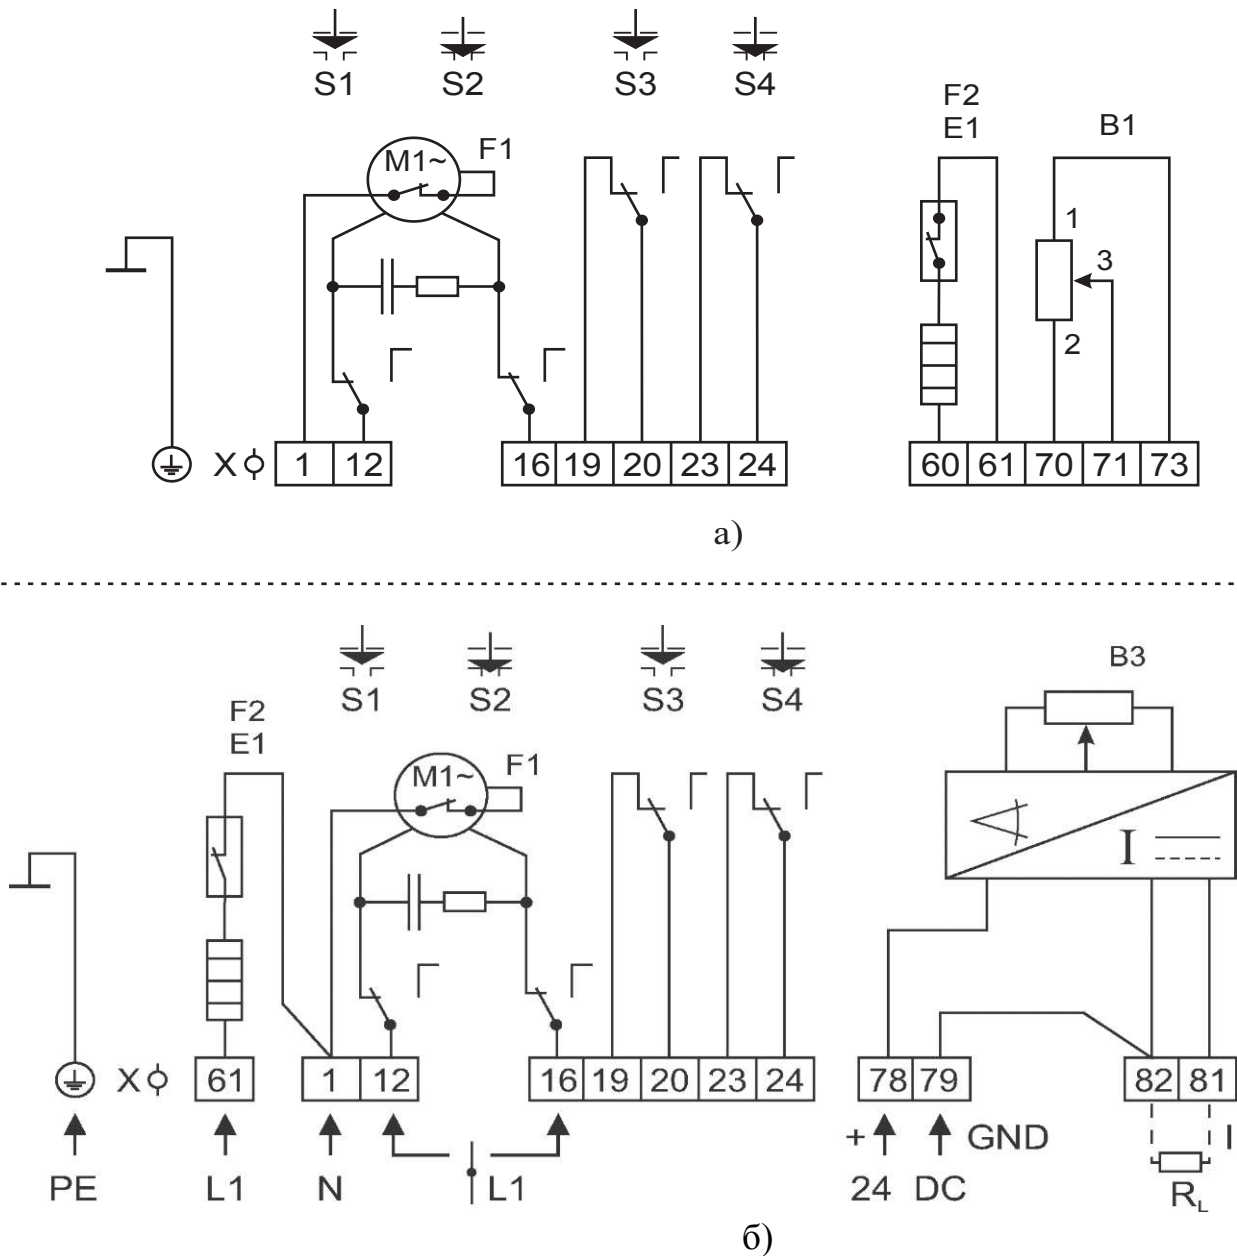 S1 S2 S3 S4
F2
E1 B1
M1~ F1
1
3
2
X 1 12 16 19 20 23 24 60 61 70 71 73
а)
S1 S2 S3 S4 B3
F2
E1
M1~ F1
I
X 61 1 12 16 19 20 23 24 78 79 82 81
+ GND I
PE L1 N L1 24 DC RL
б)